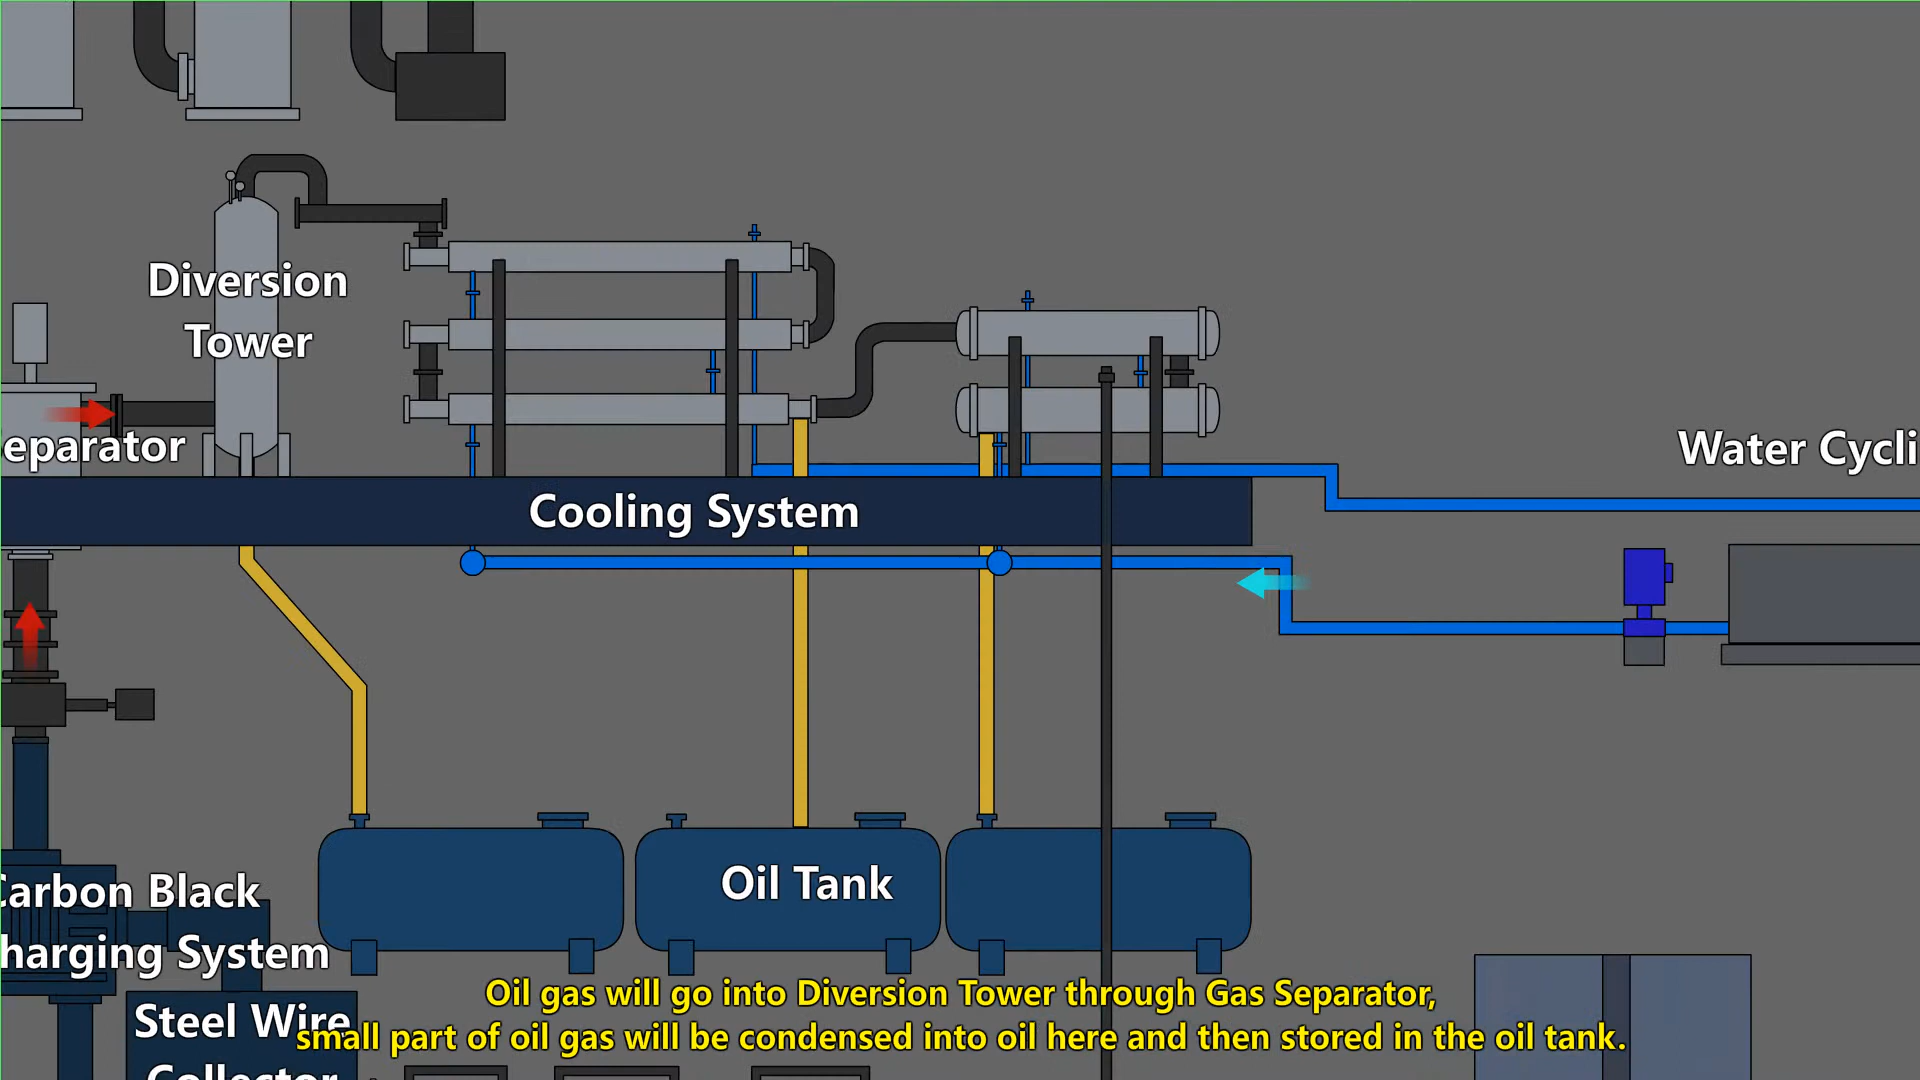 Diversion
Tower
eparator
Water Cycli
Cooling System
Oil Tank
Carbon Black
harging System
Steel Wire
Collector
Oil gas will go into Diversion Tower through Gas Separator,
small part of oil gas will be condensed into oil here and then stored in the oil tank.